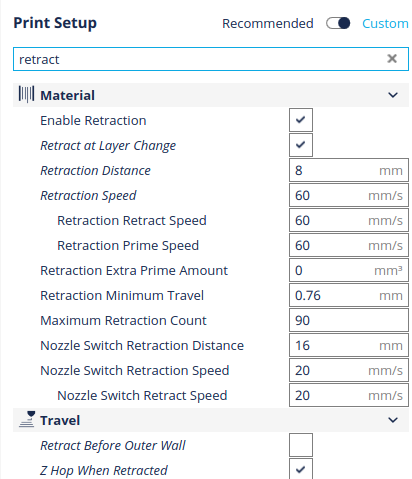 Print Setup Recommended Custom
retract
Material
Enable Retraction
Retract at Layer Change
Retraction Distance 8 mm
Retraction Speed 60 mm/s
Retraction Retract Speed 60 mm/s
Retraction Prime Speed 60 mm/s
Retraction Extra Prime Amount 0 mm³
Retraction Minimum Travel 0.76 mm
Maximum Retraction Count 90
Nozzle Switch Retraction Distance 16 mm
Nozzle Switch Retraction Speed 20 mm/s
Nozzle Switch Retract Speed 20 mm/s
Travel
Retract Before Outer Wall
Z Hop When Retracted